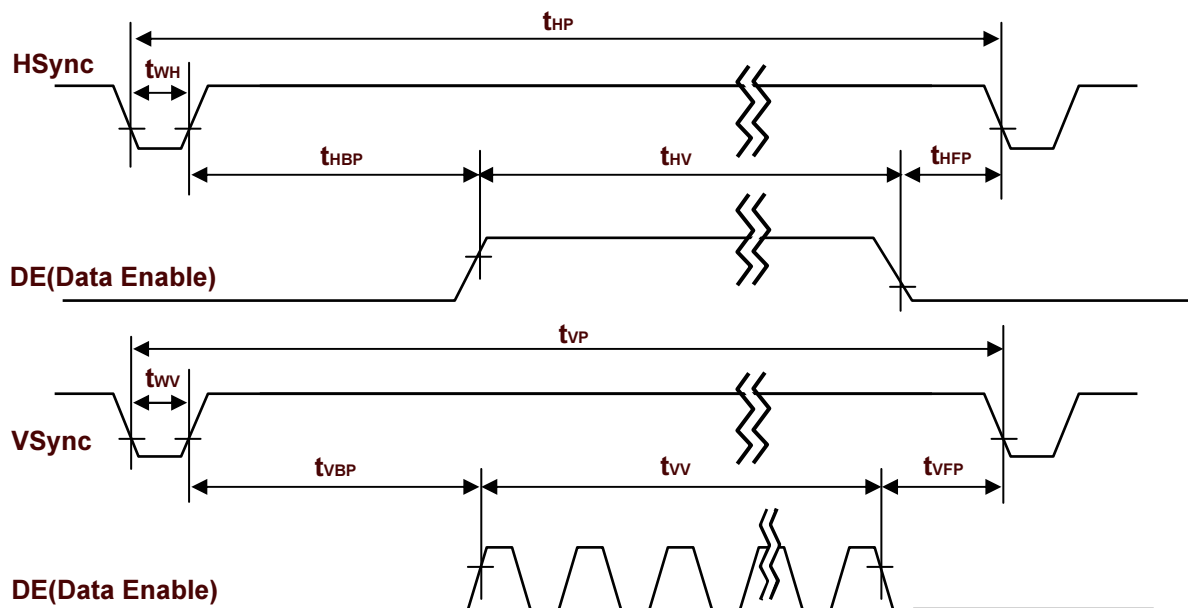 tHP
HSync
tWH
tHBP
tHV
tHFP
DE(Data Enable)
tVP
tWV
VSync
tVBP
tVV
tVFP
DE(Data Enable)